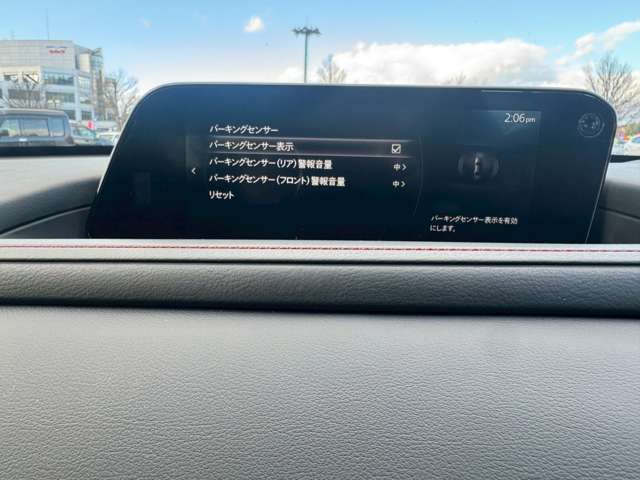 2:06pm
パーキングセンサー
パーキングセンサー表示
パーキングセンサー(リア)警報音量 中
パーキングセンサー(フロント)警報音量 中
リセット
パーキングセンサー表示を有効
にします。